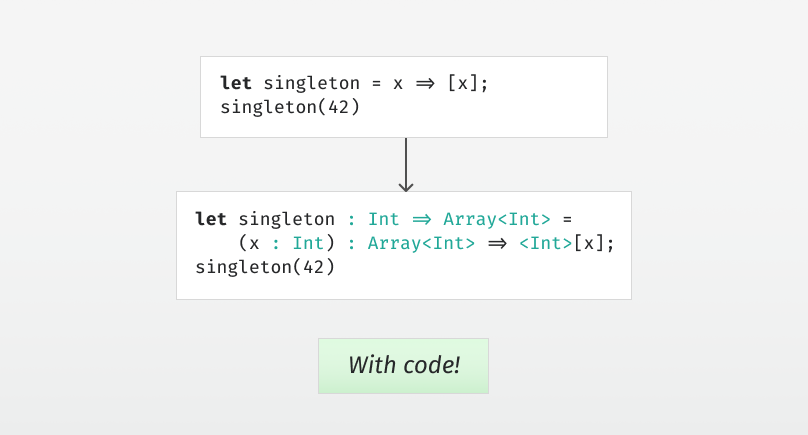 let singleton = x => [x];
singleton(42)
let singleton : Int => Array<Int> =
    (x : Int) : Array<Int> => <Int>[x];
singleton(42)
With code!